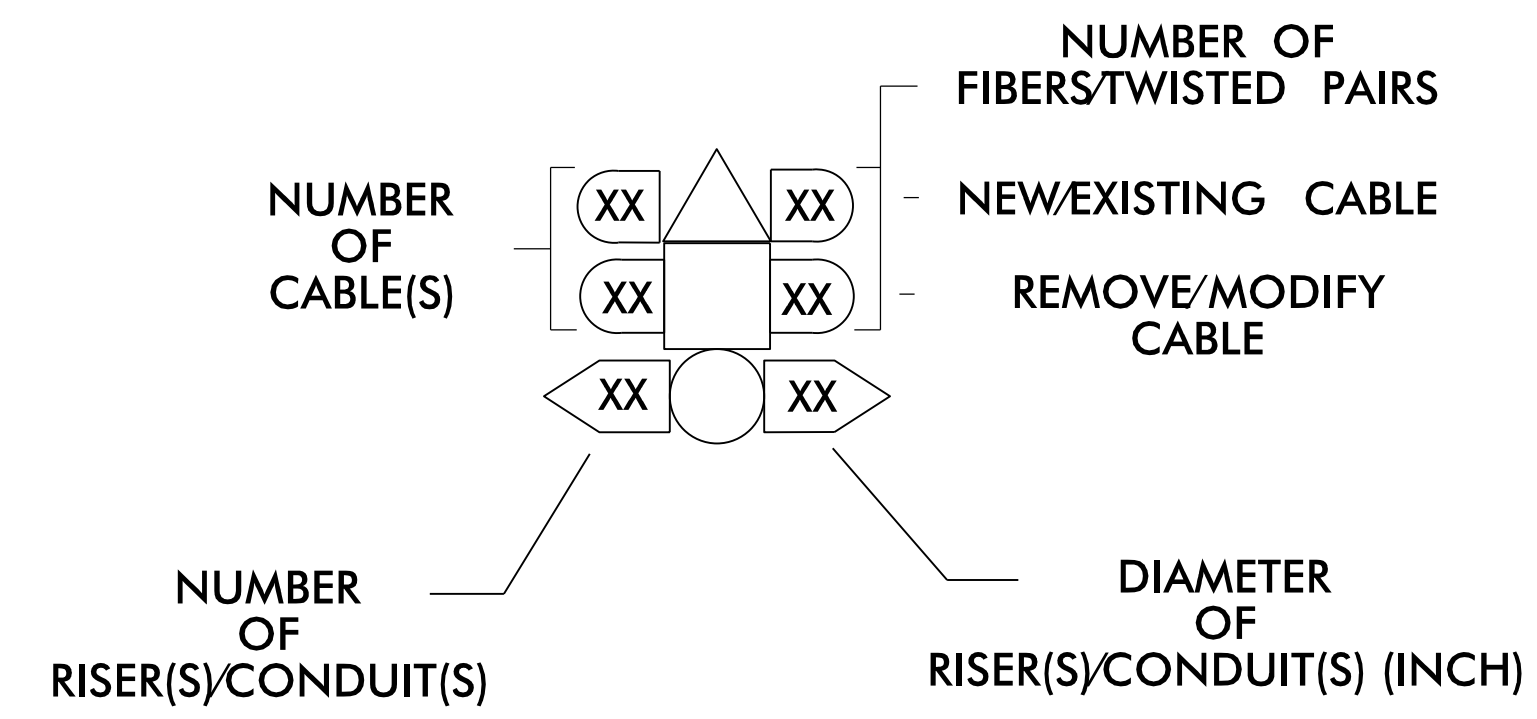 NUMBER OF
FIBERS/TWISTED PAIRS
NUMBER
OF
CABLE(S)
XX
XX
NEW/EXISTING CABLE
XX
XX
REMOVE/MODIFY
CABLE
XX
XX
NUMBER
OF
RISER(S)/CONDUIT(S)
DIAMETER
OF
RISER(S)/CONDUIT(S) (INCH)